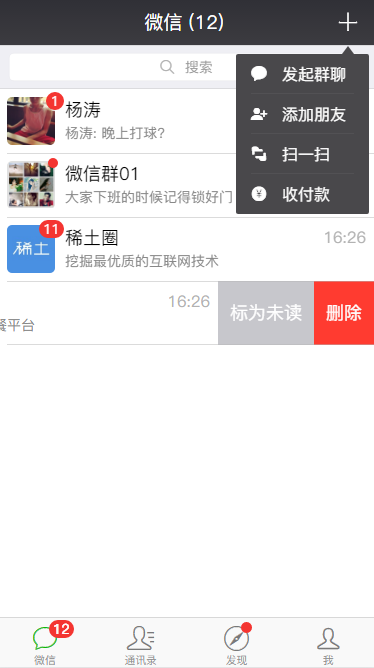 微信 (12)
搜索
发起群聊
添加朋友
扫一扫
收付款
1
杨涛
杨涛: 晚上打球?
微信群01
大家下班的时候记得锁好门
11
稀土
稀土圈
16:26
挖掘最优质的互联网技术
16:26
餐平台
标为未读
删除
12
微信
通讯录
发现
我